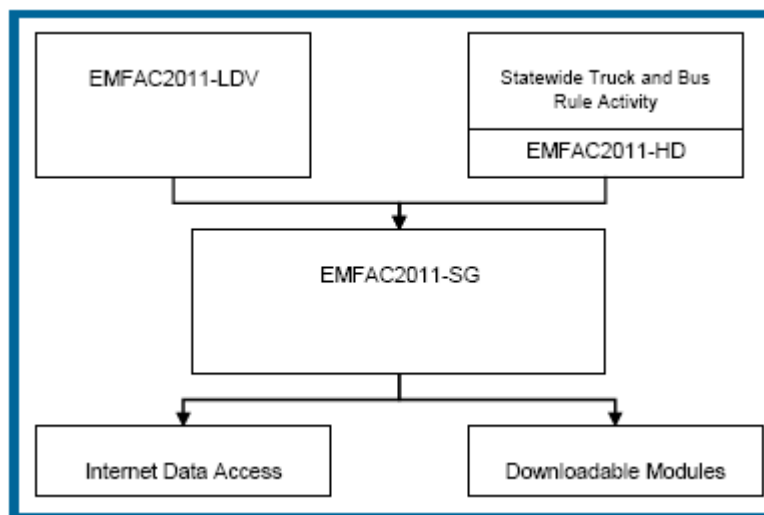 EMFAC2011-LDV
Statewide Truck and Bus
Rule Activity
EMFAC2011-HD
EMFAC2011-SG
Internet Data Access
Downloadable Modules